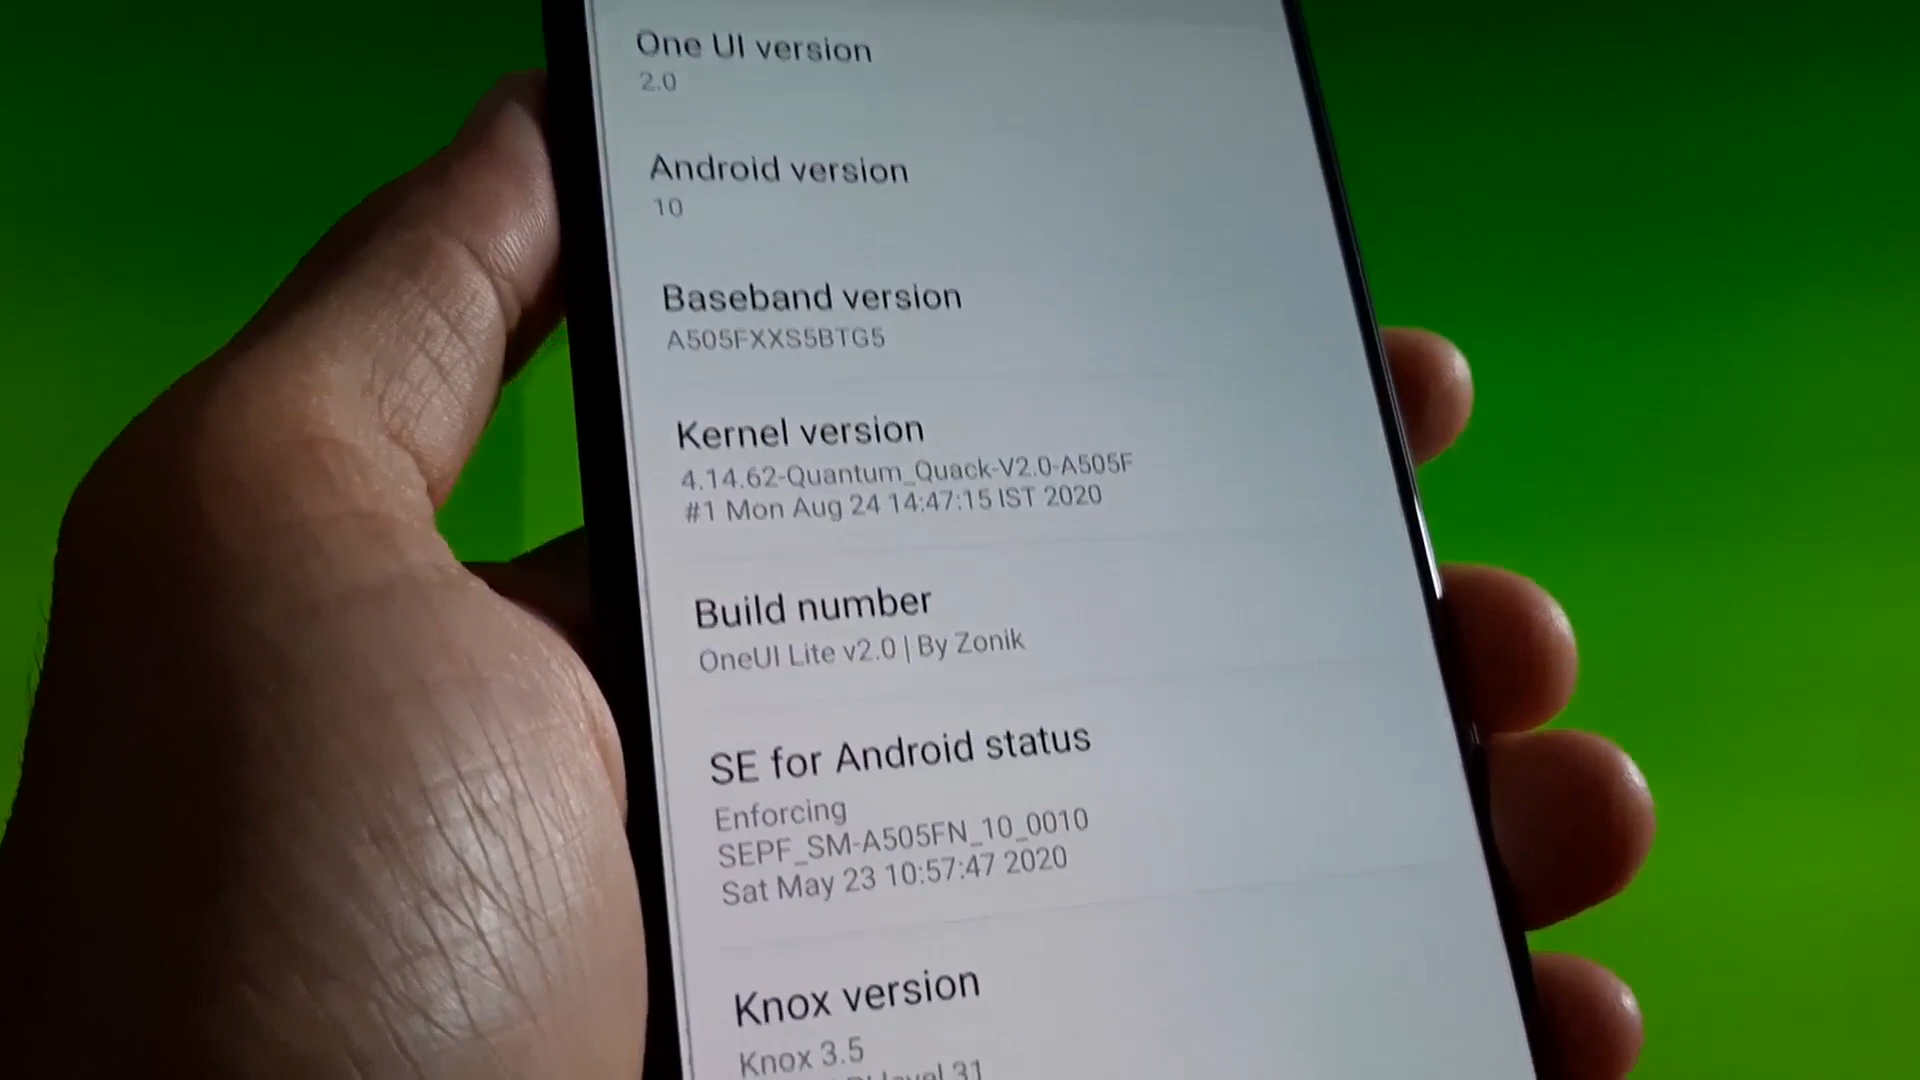 One UI version
2.0
Android version
10
Baseband version
A505FXXS5BTG5
Kernel version
4.14.62-Quantum_Quack-V2.0-A505F
#1 Mon Aug 24 14:47:15 IST 2020
Build number
OneUI Lite v2.0 | By Zonik
SE for Android status
Enforcing
SEPF_SM-A505FN_10_0010
Sat May 23 10:57:47 2020
Knox version
Knox 3.5
level 31